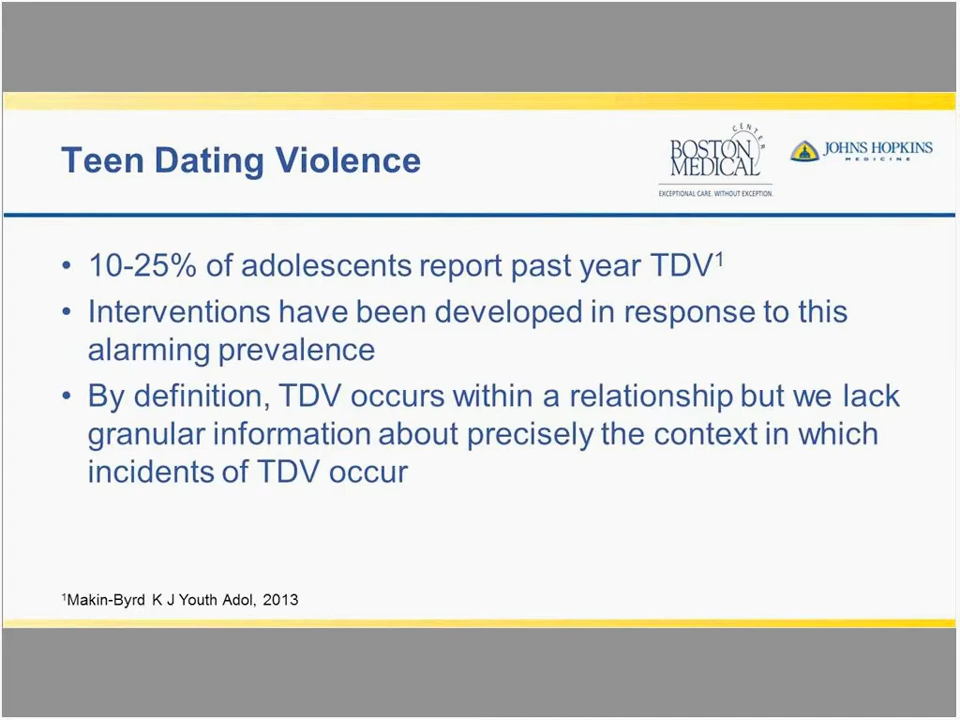 Teen Dating Violence
BOSTON
MEDICAL
CENTER
EXCEPTIONAL CARE. WITHOUT EXCEPTION.
JOHNS HOPKINS
MEDICINE
• 10-25% of adolescents report past year TDV¹
• Interventions have been developed in response to this
alarming prevalence
• By definition, TDV occurs within a relationship but we lack
granular information about precisely the context in which
incidents of TDV occur
¹Makin-Byrd K J Youth Adol, 2013